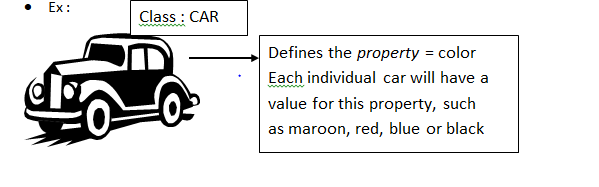 • Ex :
Class : CAR
Defines the property = color
Each individual car will have a
value for this property, such
as maroon, red, blue or black